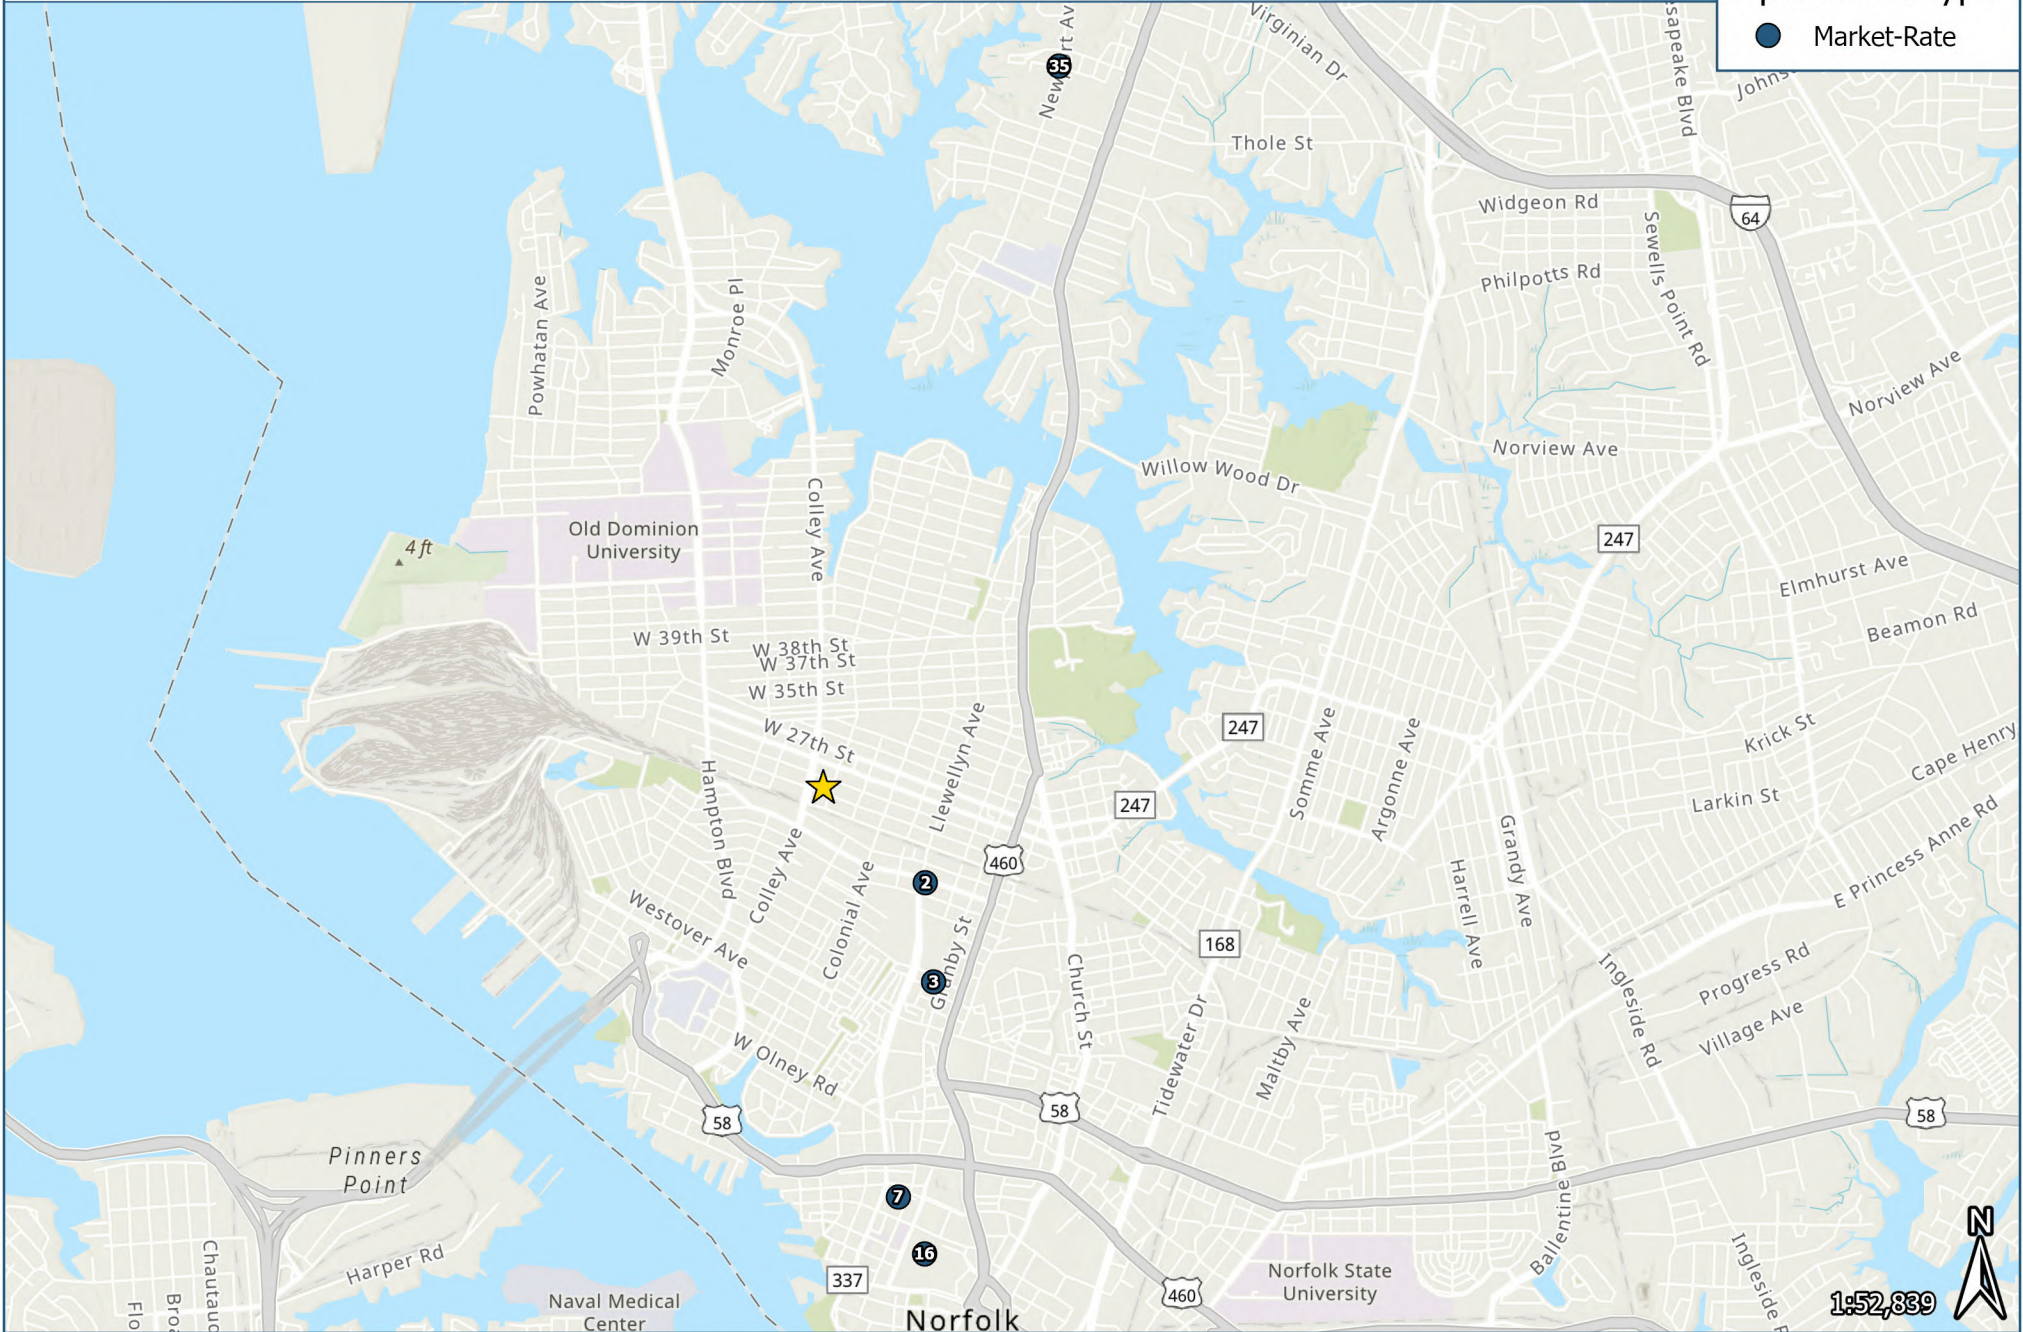 Market-Rate
Virginian Dr
35
Thole St
Widgeon Rd
64
Sewells Point Rd
Philpotts Rd
Monroe Pl
Powhatan Ave
Norview Ave
Norview Ave
Willow Wood Dr
Colley Ave
Old Dominion
University
4 ft
247
Elmhurst Ave
Beamon Rd
W 39th St
W 38th St
W 37th St
W 35th St
W 27th St
Llewellyn Ave
247
Somme Ave
Argonne Ave
Krick St
Cape Henry
Hampton Blvd
247
Larkin St
E Princess Anne Rd
Grandy Ave
Harrell Ave
Colley Ave
Colonial Ave
460
2
Westover Ave
3
Church St
168
Ingleside Rd
Progress Rd
Village Ave
Tidewater Dr
Maltby Ave
W Olney Rd
58
58
58
Pinners
Point
7
Ballentine Blvd
16
Harper Rd
337
Naval Medical
Center
Norfolk
460
Norfolk State
University
N
1:52,839